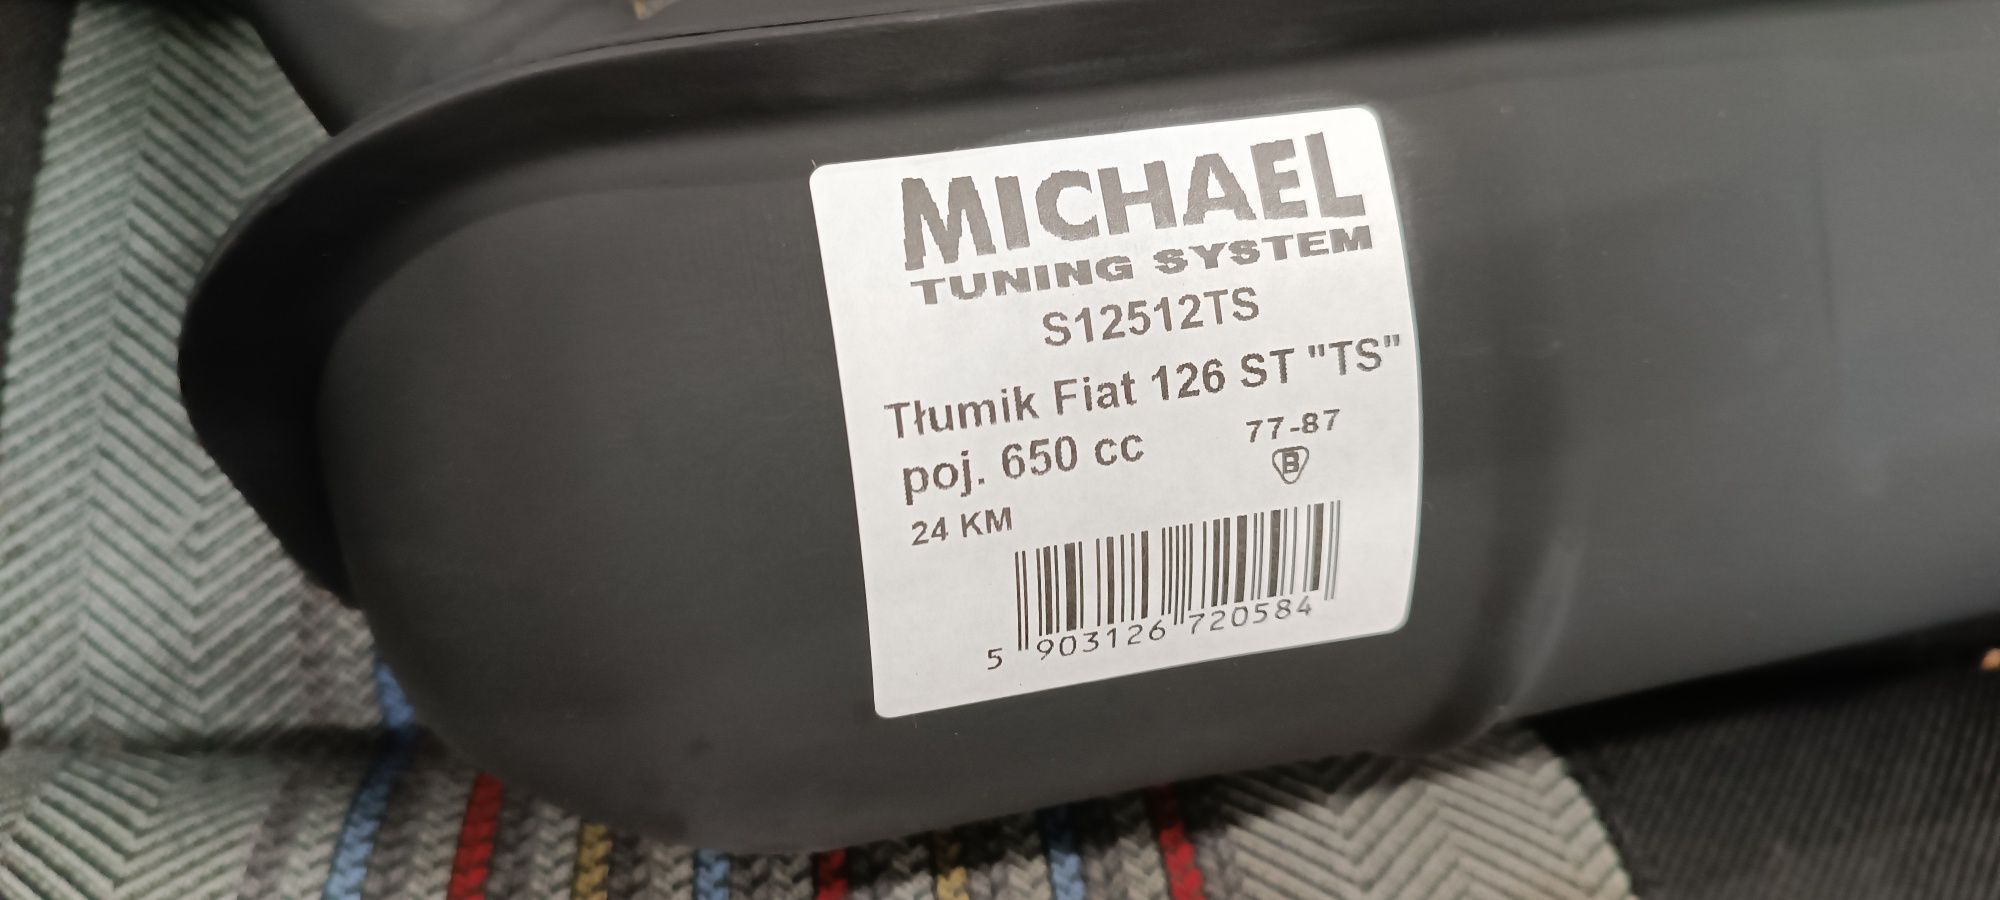 MICHAEL
TUNING SYSTEM
S12512TS
Tłumik Fiat 126 ST "TS"
poj. 650 cc
77-87
B
24 KM
5 903126 720584